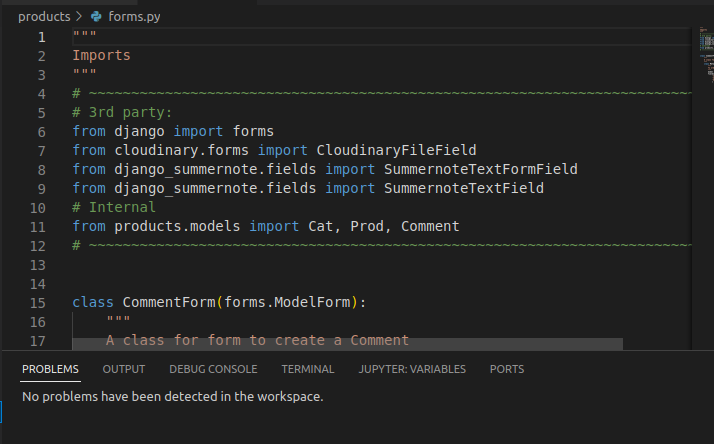 products > forms.py
1 """
2 Imports
3 """
4 # ~~~~~~~~~~~~~~~~~~~~~~~~~~~~~~~~~~~~~~~~~~~~~~~~~~~~~~~~~~~~~~~~~~~~~~~~
5 # 3rd party:
6 from django import forms
7 from cloudinary.forms import CloudinaryFileField
8 from django_summernote.fields import SummernoteTextFormField
9 from django_summernote.fields import SummernoteTextField
10 # Internal
11 from products.models import Cat, Prod, Comment
12 # ~~~~~~~~~~~~~~~~~~~~~~~~~~~~~~~~~~~~~~~~~~~~~~~~~~~~~~~~~~~~~~~~~~~~~~~~
13
14
15 class CommentForm(forms.ModelForm):
16     """
17     A class for form to create a Comment
PROBLEMS OUTPUT DEBUG CONSOLE TERMINAL JUPYTER: VARIABLES PORTS
No problems have been detected in the workspace.